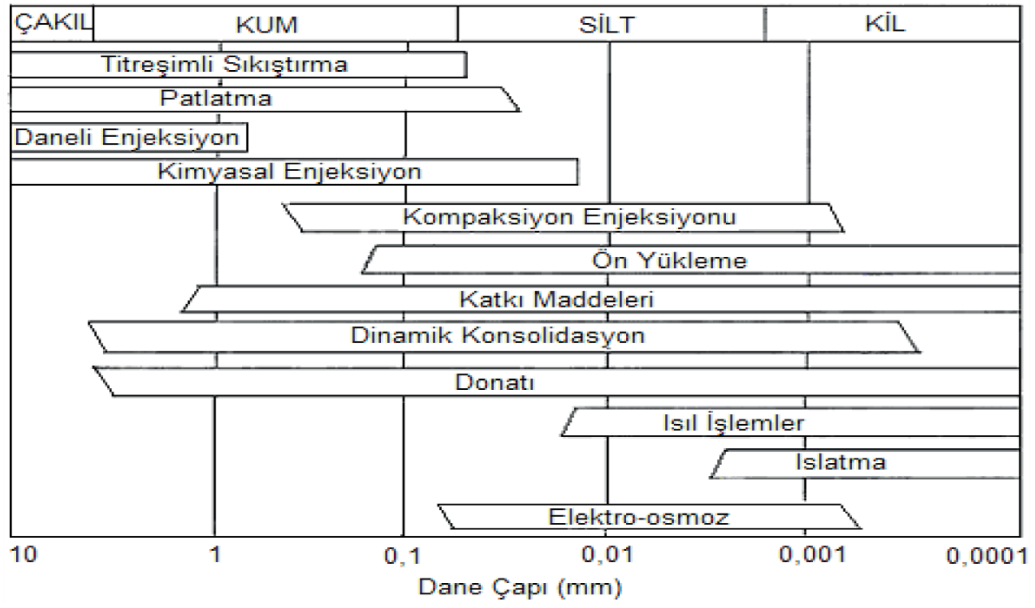 ÇAKIL KUM SİLT KİL
Titreşimli Sıkıştırma
Patlatma
Daneli Enjeksiyon
Kimyasal Enjeksiyon
Kompaksiyon Enjeksiyonu
Ön Yükleme
Katkı Maddeleri
Dinamik Konsolidasyon
Donatı
Isıl İşlemler
Islatma
Elektro-osmoz
10 1 0,1 0,01 0,001 0,0001
Dane Çapı (mm)